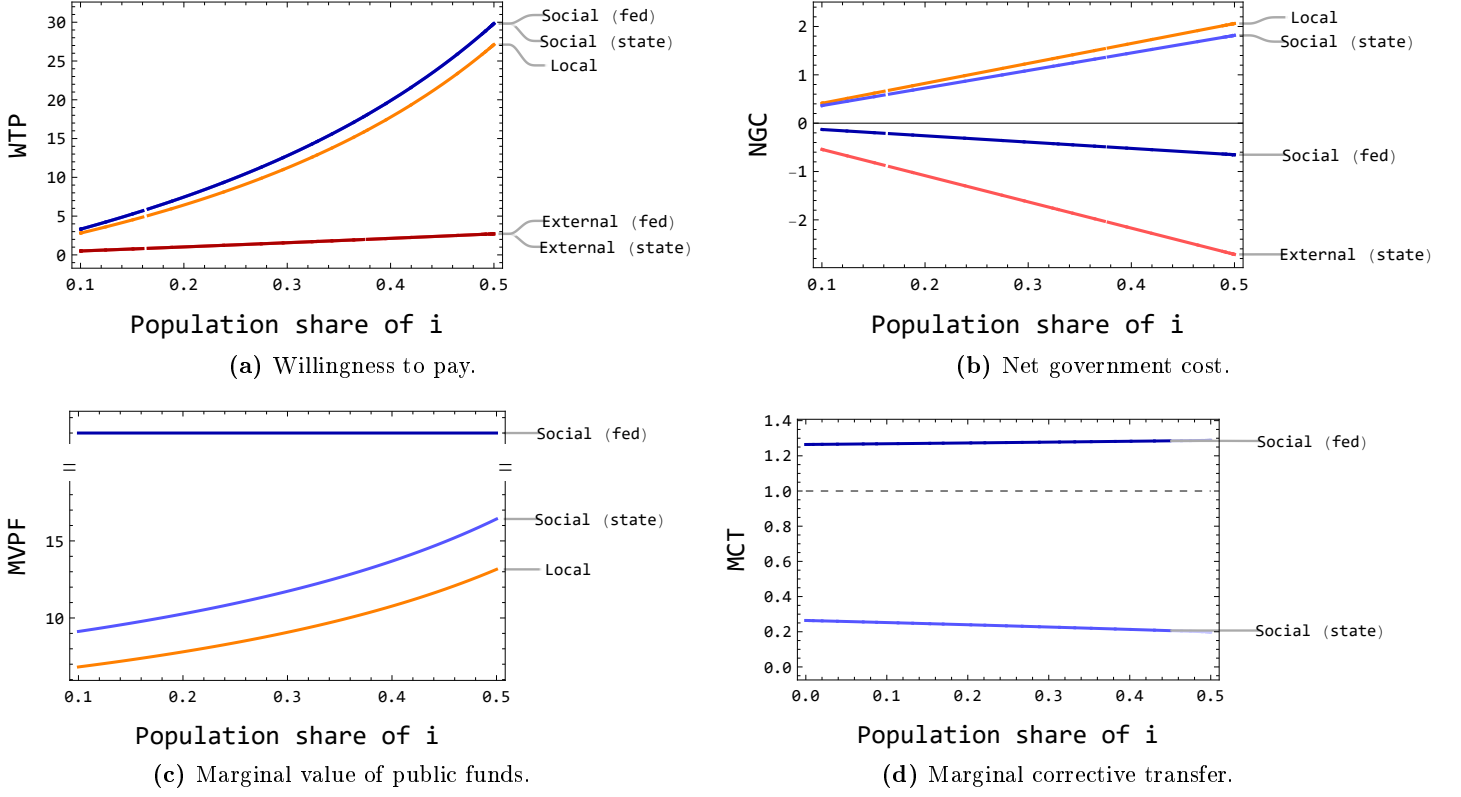 WTP
30
25
20
15
10
5
0
0.1 0.2 0.3 0.4 0.5
Social (fed)
Social (state)
Local
External (fed)
External (state)
Population share of i
(a) Willingness to pay.
NGC
2
1
0
−1
−2
0.1 0.2 0.3 0.4 0.5
Local
Social (state)
Social (fed)
External (state)
Population share of i
(b) Net government cost.
MVPF
=
=
15
10
0.1 0.2 0.3 0.4 0.5
Social (fed)
Social (state)
Local
Population share of i
(c) Marginal value of public funds.
MCT
1.4
1.2
1.0
0.8
0.6
0.4
0.2
0.0
0.0 0.1 0.2 0.3 0.4 0.5
Social (fed)
Social (state)
Population share of i
(d) Marginal corrective transfer.